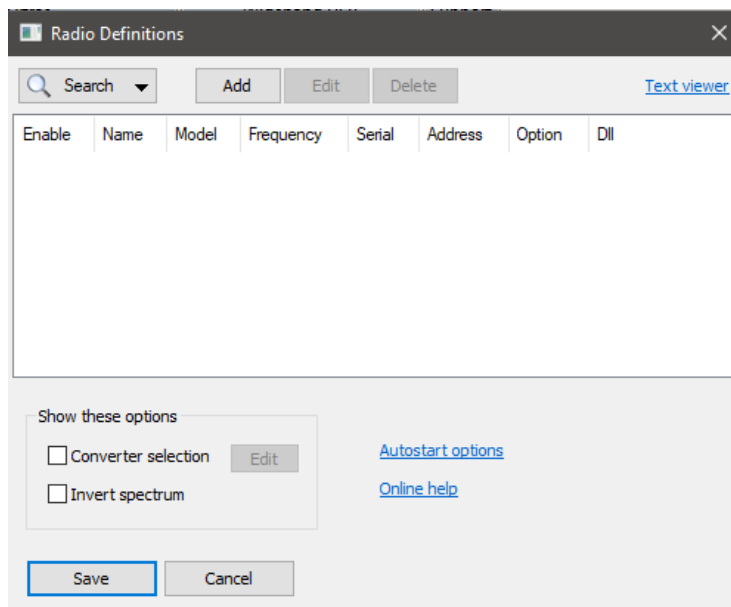 Radio Definitions
Search Add Edit Delete Text viewer
Enable Name Model Frequency Serial Address Option Dll
Show these options
Converter selection Edit Autostart options
Invert spectrum Online help
Save Cancel